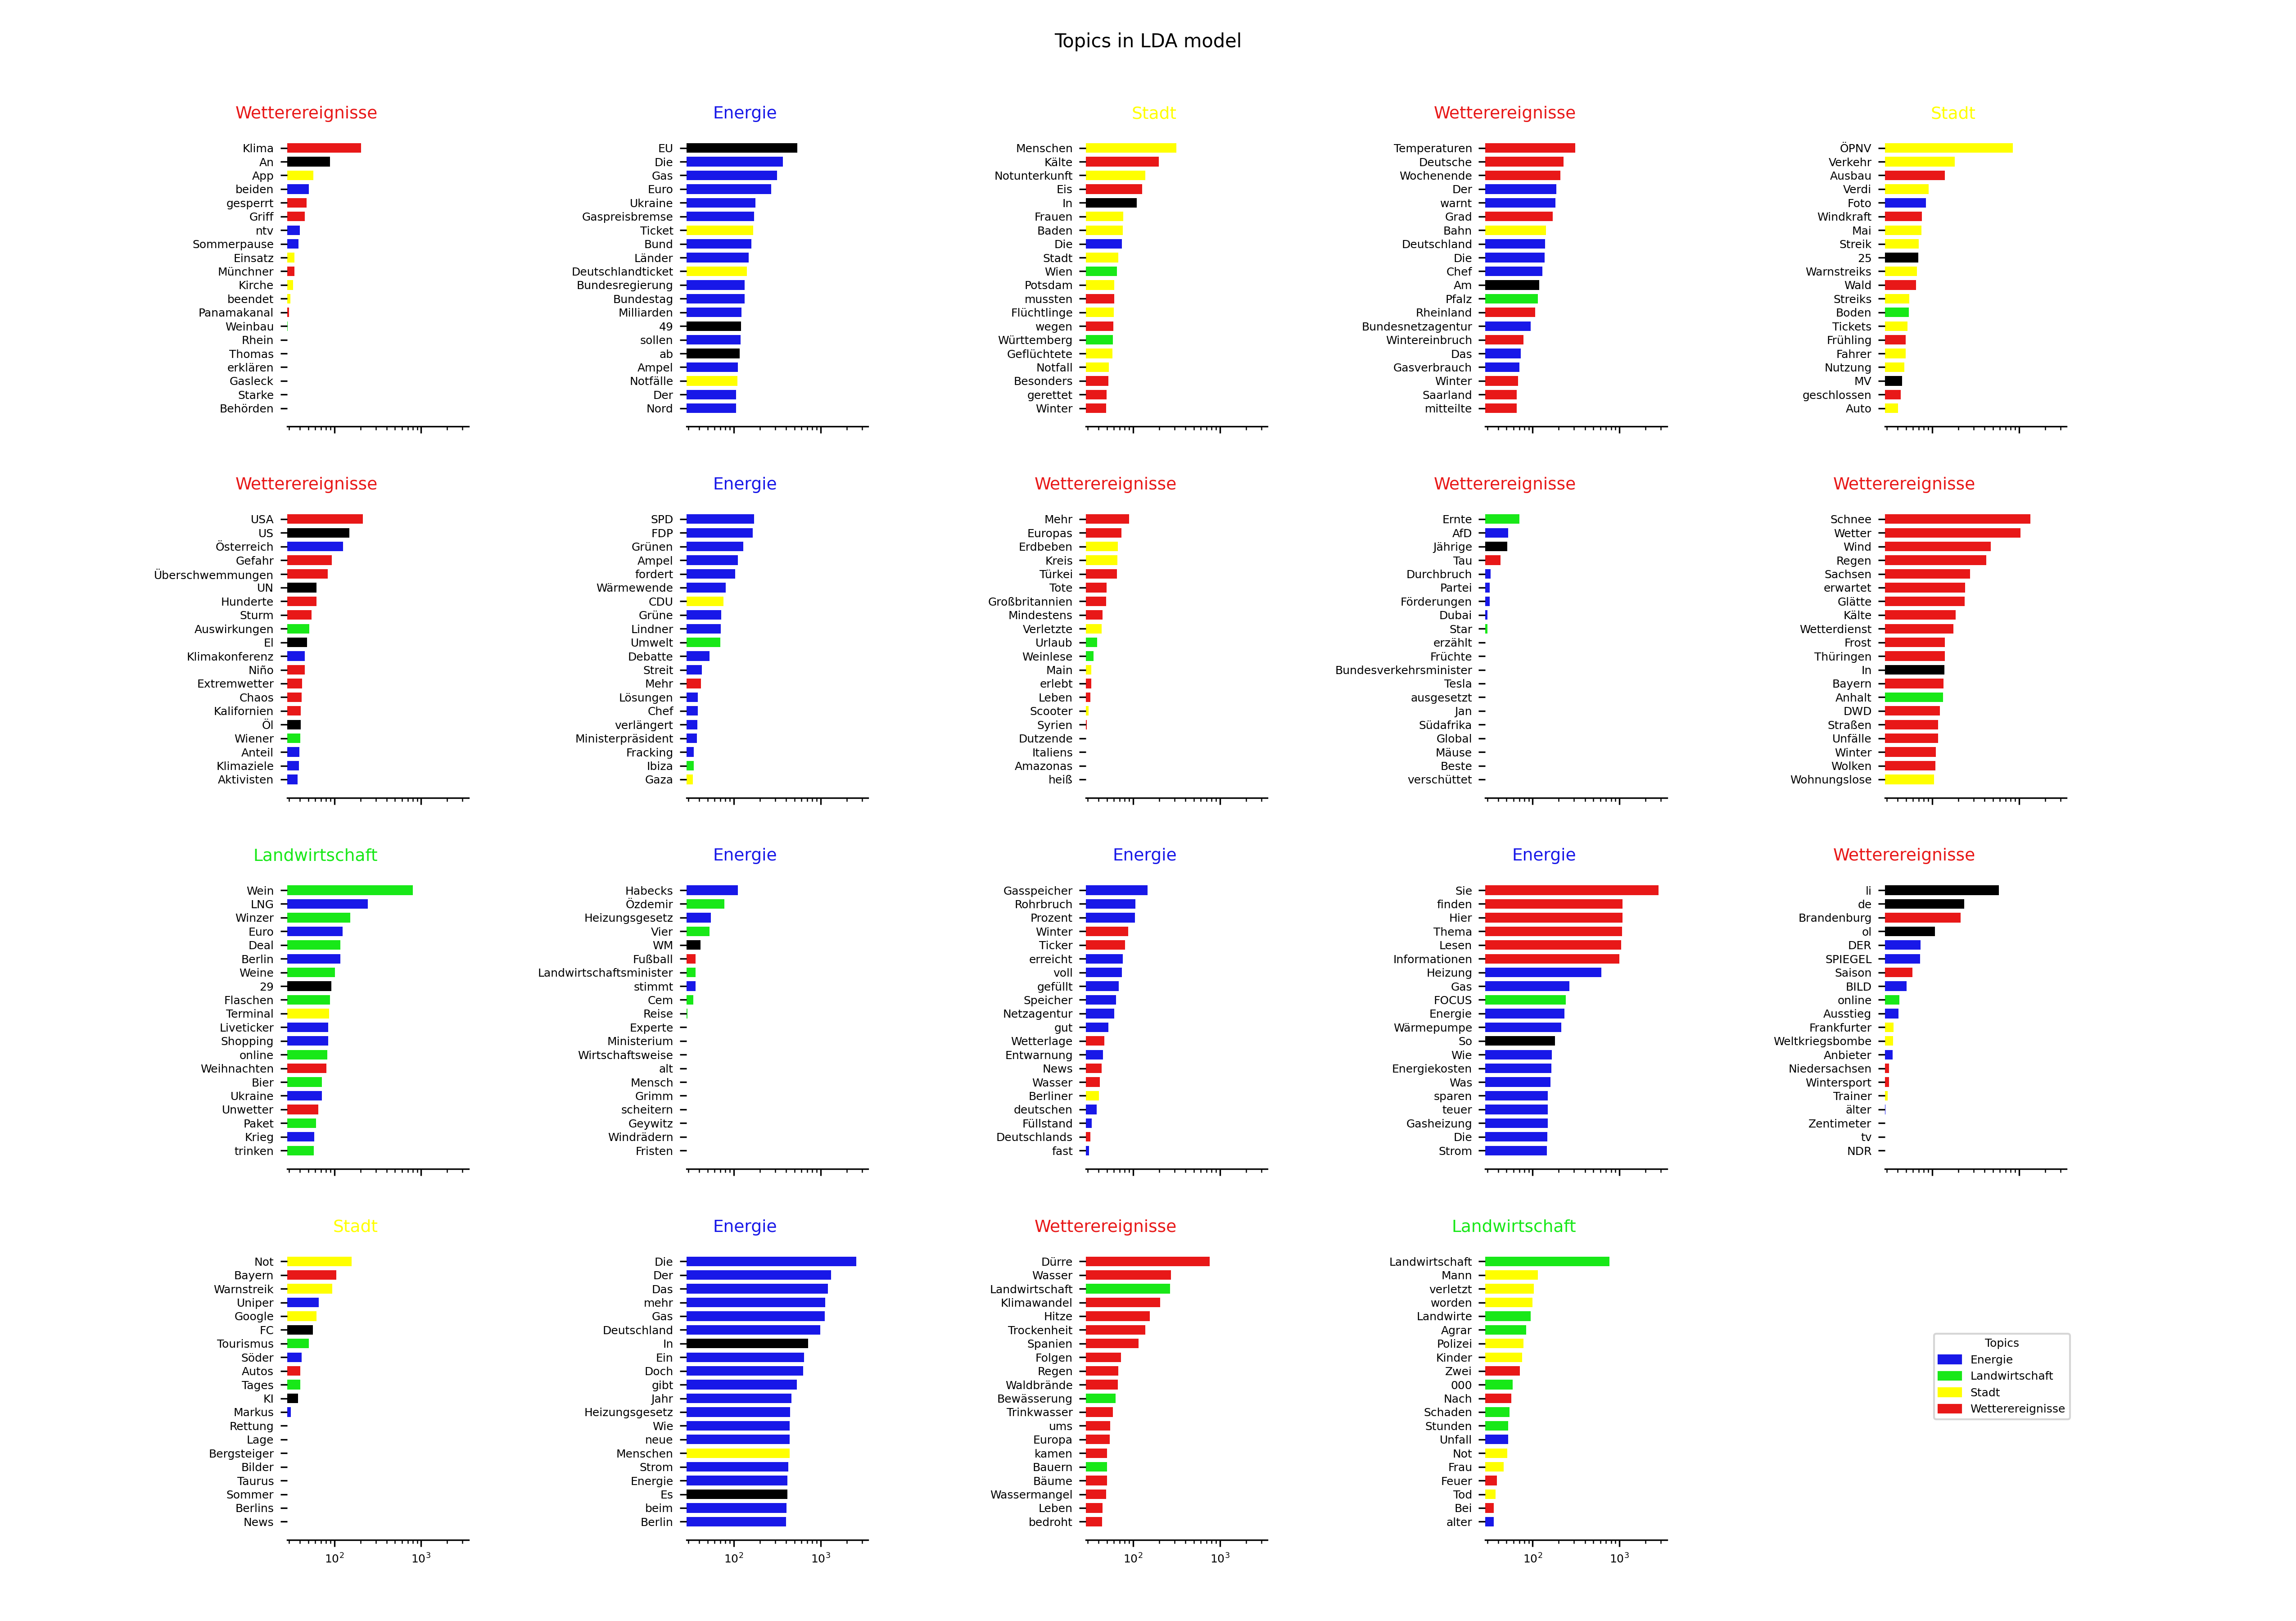 Topics in LDA model
Wetterereignisse
Klima
An
App
beiden
gesperrt
Griff
ntv
Sommerpause
Einsatz
Münchner
Kirche
beendet
Panamakanal
Weinbau
Rhein
Thomas
erklären
Gasleck
Starke
Behörden
Energie
EU
Die
Gas
Euro
Ukraine
Gaspreisbremse
Ticket
Bund
Länder
Deutschlandticket
Bundesregierung
Bundestag
Milliarden
49
sollen
ab
Ampel
Notfälle
Der
Nord
Stadt
Menschen
Kälte
Notunterkunft
Eis
In
Frauen
Baden
Die
Stadt
Wien
Potsdam
mussten
Flüchtlinge
wegen
Württemberg
Geflüchtete
Notfall
Besonders
gerettet
Winter
Wetterereignisse
Temperaturen
Deutsche
Wochenende
Der
warnt
Grad
Bahn
Deutschland
Die
Chef
Am
Pfalz
Rheinland
Bundesnetzagentur
Wintereinbruch
Das
Gasverbrauch
Winter
Saarland
mitteilte
Stadt
ÖPNV
Verkehr
Ausbau
Verdi
Foto
Windkraft
Mai
Streik
25
Warnstreiks
Wald
Streiks
Boden
Tickets
Frühling
Fahrer
Nutzung
MV
geschlossen
Auto
Wetterereignisse
USA
US
Österreich
Gefahr
Überschwemmungen
UN
Hunderte
Sturm
Auswirkungen
El
Klimakonferenz
Niño
Extremwetter
Chaos
Kalifornien
Öl
Wiener
Anteil
Klimaziele
Aktivisten
Energie
SPD
FDP
Grünen
Ampel
fordert
Wärmewende
CDU
Grüne
Lindner
Umwelt
Debatte
Streit
Mehr
Lösungen
Chef
verlängert
Ministerpräsident
Fracking
Ibiza
Gaza
Wetterereignisse
Mehr
Europas
Erdbeben
Kreis
Türkei
Tote
Großbritannien
Mindestens
Verletzte
Urlaub
Weinlese
Main
erlebt
Leben
Scooter
Syrien
Dutzende
Italiens
Amazonas
heiß
Wetterereignisse
Ernte
AfD
Jährige
Tau
Durchbruch
Partei
Förderungen
Dubai
Star
erzählt
Früchte
Bundesverkehrsminister
Tesla
ausgesetzt
Jan
Südafrika
Global
Mäuse
Beste
verschüttet
Wetterereignisse
Schnee
Wetter
Wind
Regen
Sachsen
erwartet
Glätte
Kälte
Wetterdienst
Frost
Thüringen
In
Bayern
Anhalt
DWD
Straßen
Unfälle
Winter
Wolken
Wohnungslose
Landwirtschaft
Wein
LNG
Winzer
Euro
Deal
Berlin
Weine
29
Flaschen
Terminal
Liveticker
Shopping
online
Weihnachten
Bier
Ukraine
Unwetter
Paket
Krieg
trinken
Energie
Habecks
Özdemir
Heizungsgesetz
Vier
WM
Fußball
Landwirtschaftsminister
stimmt
Cem
Reise
Experte
Ministerium
Wirtschaftsweise
alt
Mensch
Grimm
scheitern
Geywitz
Windrädern
Fristen
Energie
Gasspeicher
Rohrbruch
Prozent
Winter
Ticker
erreicht
voll
gefüllt
Speicher
Netzagentur
gut
Wetterlage
Entwarnung
News
Wasser
Berliner
deutschen
Füllstand
Deutschlands
fast
Energie
Sie
finden
Hier
Thema
Lesen
Informationen
Heizung
Gas
FOCUS
Energie
Wärmepumpe
So
Wie
Energiekosten
Was
sparen
teuer
Gasheizung
Die
Strom
Wetterereignisse
li
de
Brandenburg
ol
DER
SPIEGEL
Saison
BILD
online
Ausstieg
Frankfurter
Weltkriegsbombe
Anbieter
Niedersachsen
Wintersport
Trainer
älter
Zentimeter
tv
NDR
Stadt
Not
Bayern
Warnstreik
Uniper
Google
FC
Tourismus
Söder
Autos
Tages
KI
Markus
Rettung
Lage
Bergsteiger
Bilder
Taurus
Sommer
Berlins
News
10² 10³
Energie
Die
Der
Das
mehr
Gas
Deutschland
In
Ein
Doch
gibt
Jahr
Heizungsgesetz
Wie
neue
Menschen
Strom
Energie
Es
beim
Berlin
10² 10³
Wetterereignisse
Dürre
Wasser
Landwirtschaft
Klimawandel
Hitze
Trockenheit
Spanien
Folgen
Regen
Waldbrände
Bewässerung
Trinkwasser
ums
Europa
kamen
Bauern
Bäume
Wassermangel
Leben
bedroht
10² 10³
Landwirtschaft
Landwirtschaft
Mann
verletzt
worden
Landwirte
Agrar
Polizei
Kinder
Zwei
000
Nach
Schaden
Stunden
Unfall
Not
Frau
Feuer
Tod
Bei
alter
10² 10³
Topics
Energie
Landwirtschaft
Stadt
Wetterereignisse